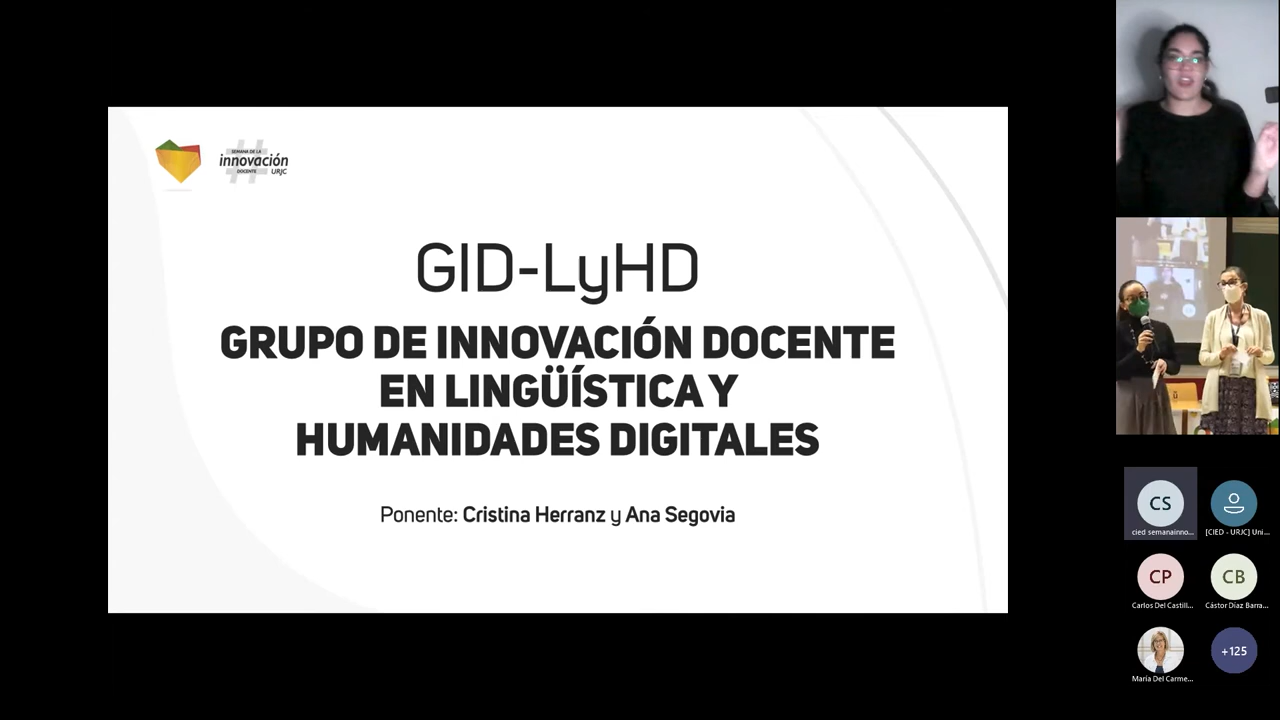 SEMANA DE LA
innovación
DOCENTE
URJC
GID-LyHD
GRUPO DE INNOVACIÓN DOCENTE
EN LINGÜÍSTICA Y
HUMANIDADES DIGITALES
Ponente: Cristina Herranz y Ana Segovia
CS
cied semanainno...
[CIED - URJC] Uni...
CP
CB
Carlos Del Castill...
Cástor Díaz Barra...
+125
María Del Carme...